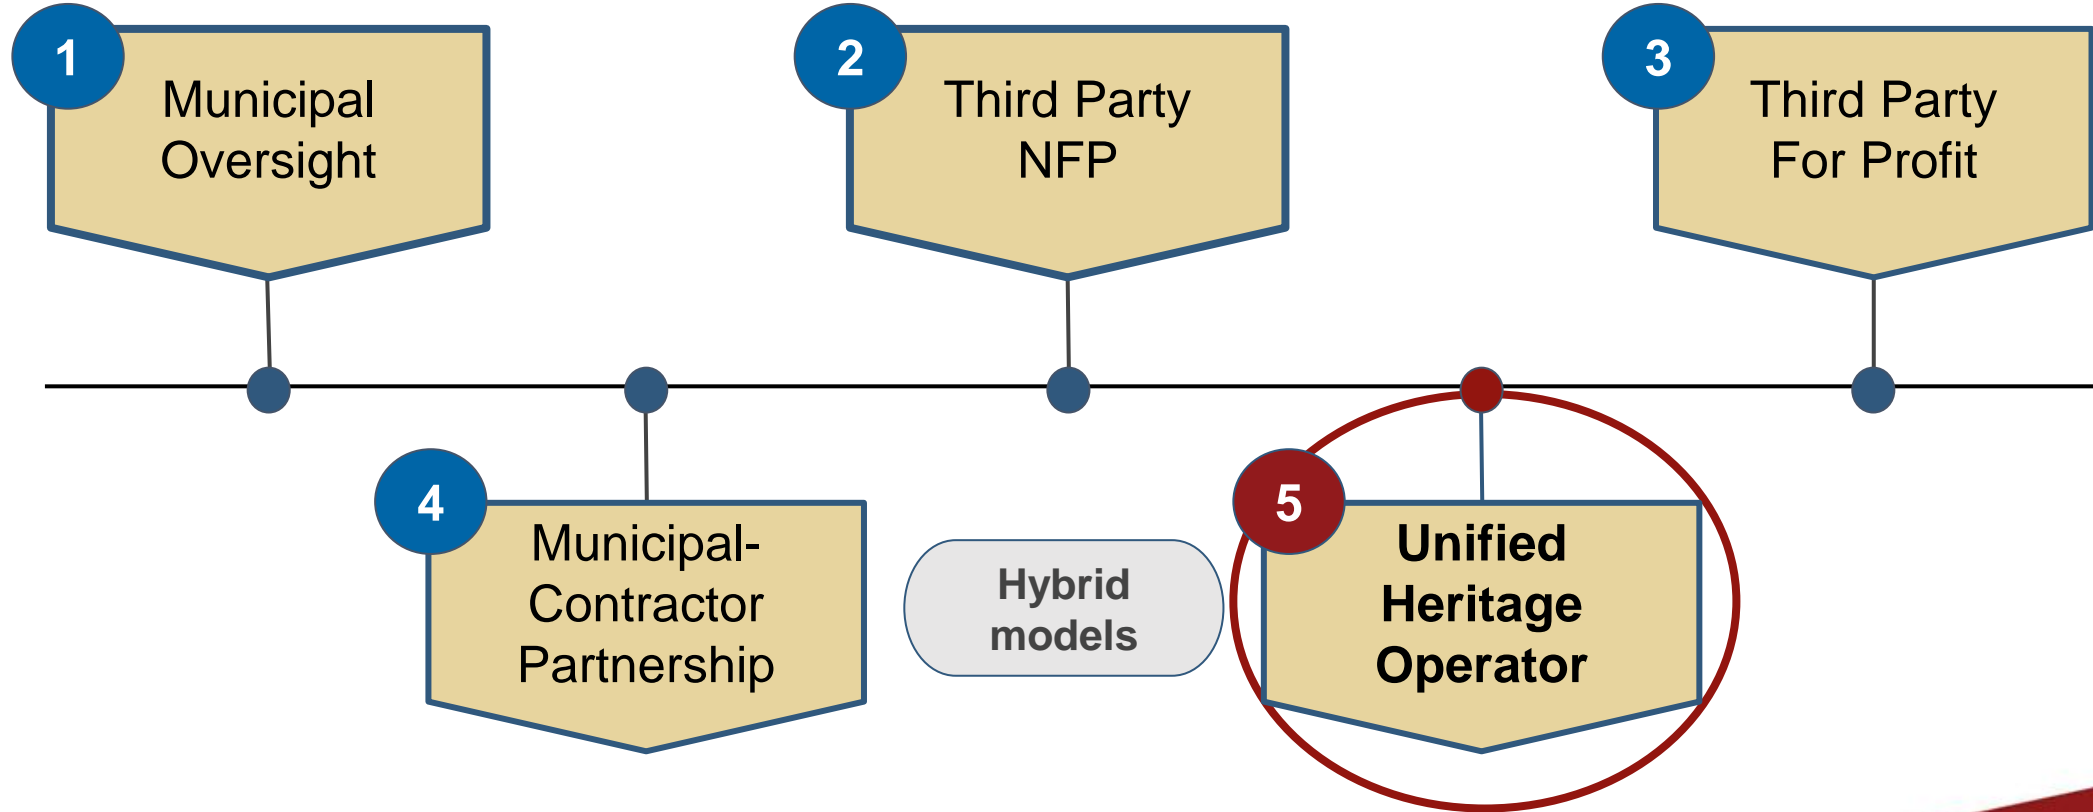 1
Municipal
Oversight
2
Third Party
NFP
3
Third Party
For Profit
4
Municipal-
Contractor
Partnership
Hybrid
models
5
Unified
Heritage
Operator